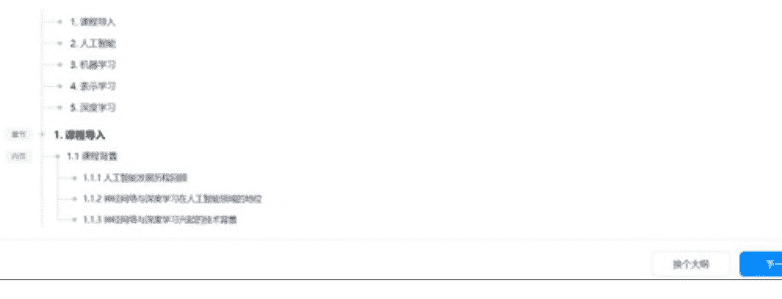 1. 课程导入
2. 人工智能
3. 机器学习
4. 表示学习
5. 深度学习
章节
1. 课程导入
内页
1.1 课程背景
1.1.1 人工智能发展历程回顾
1.1.2 神经网络与深度学习在人工智能领域的地位
1.1.3 神经网络与深度学习兴起的技术背景
换个大纲
下一